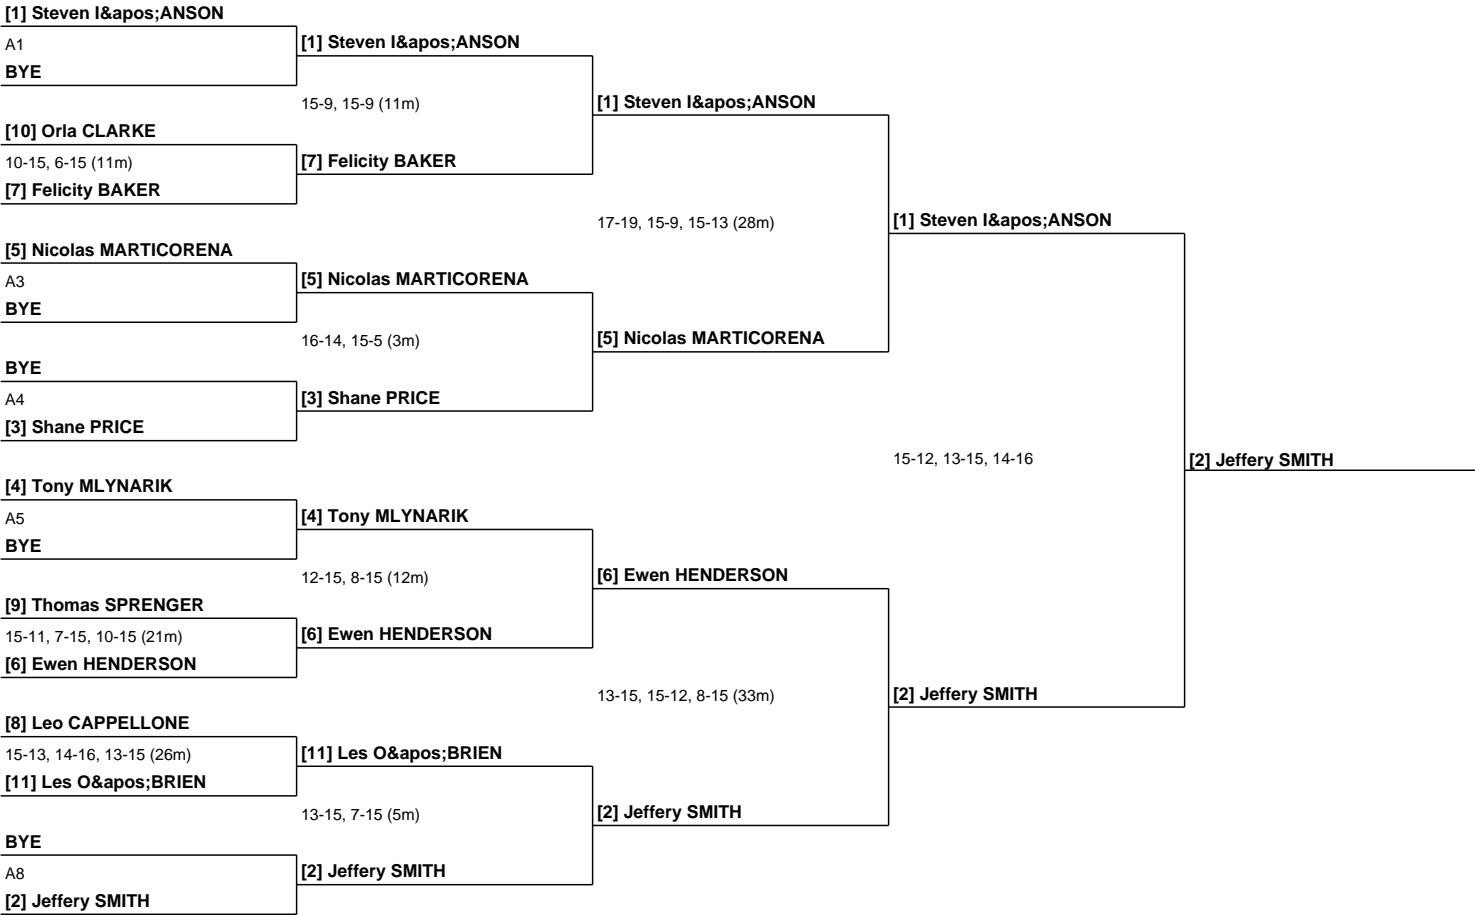 [1] Steven I&apos;ANSON
A1
BYE
[10] Orla CLARKE
10-15, 6-15 (11m)
[7] Felicity BAKER
[5] Nicolas MARTICORENA
A3
BYE
BYE
A4
[3] Shane PRICE
[4] Tony MLYNARIK
A5
BYE
[9] Thomas SPRENGER
15-11, 7-15, 10-15 (21m)
[6] Ewen HENDERSON
[8] Leo CAPPELLONE
15-13, 14-16, 13-15 (26m)
[11] Les O&apos;BRIEN
BYE
A8
[2] Jeffery SMITH
[1] Steven I&apos;ANSON
15-9, 15-9 (11m)
[7] Felicity BAKER
[5] Nicolas MARTICORENA
16-14, 15-5 (3m)
[3] Shane PRICE
[4] Tony MLYNARIK
12-15, 8-15 (12m)
[6] Ewen HENDERSON
[11] Les O&apos;BRIEN
13-15, 7-15 (5m)
[2] Jeffery SMITH
[1] Steven I&apos;ANSON
17-19, 15-9, 15-13 (28m)
[5] Nicolas MARTICORENA
[6] Ewen HENDERSON
13-15, 15-12, 8-15 (33m)
[2] Jeffery SMITH
[1] Steven I&apos;ANSON
15-12, 13-15, 14-16
[2] Jeffery SMITH
[2] Jeffery SMITH